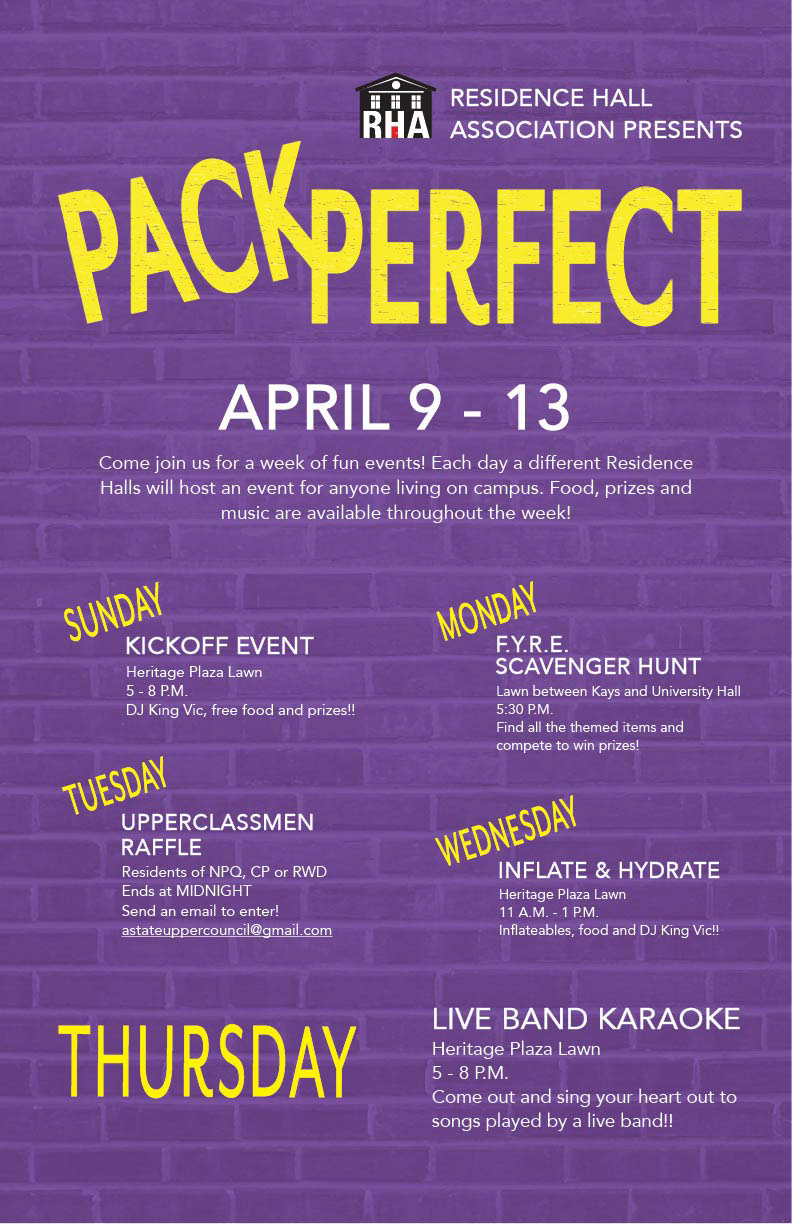 RHA
RESIDENCE HALL
ASSOCIATION PRESENTS
PACK PERFECT
APRIL 9 - 13
Come join us for a week of fun events! Each day a different Residence
Halls will host an event for anyone living on campus. Food, prizes and
music are available throughout the week!
SUNDAY
KICKOFF EVENT
Heritage Plaza Lawn
5 - 8 P.M.
DJ King Vic, free food and prizes!!
MONDAY
F.Y.R.E.
SCAVENGER HUNT
Lawn between Kays and University Hall
5:30 P.M.
Find all the themed items and
compete to win prizes!
TUESDAY
UPPERCLASSMEN
RAFFLE
Residents of NPQ, CP or RWD
Ends at MIDNIGHT
Send an email to enter!
astateuppercouncil@gmail.com
WEDNESDAY
INFLATE & HYDRATE
Heritage Plaza Lawn
11 A.M. - 1 P.M.
Inflateables, food and DJ King Vic!!
THURSDAY
LIVE BAND KARAOKE
Heritage Plaza Lawn
5 - 8 P.M.
Come out and sing your heart out to
songs played by a live band!!